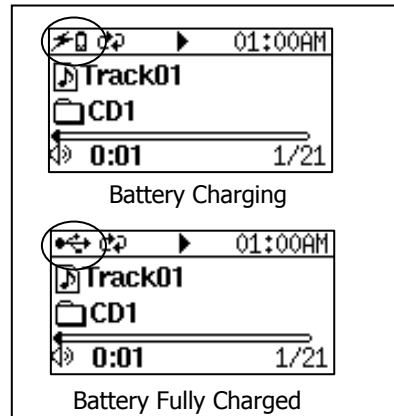 01:00AM
Track01
CD1
0:01 1/21
Battery Charging
01:00AM
Track01
CD1
0:01 1/21
Battery Fully Charged